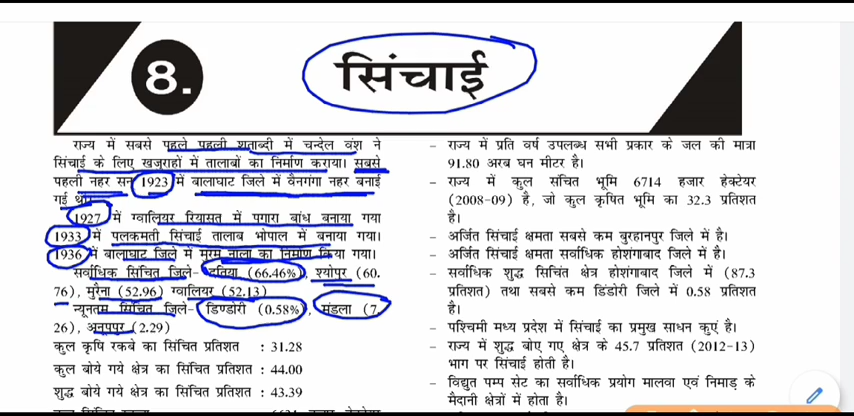 8.
सिंचाई
राज्य में सबसे पहले पहली शताब्दी में चन्देल वंश ने
सिंचाई के लिए खजुराहों में तालाबों का निर्माण कराया। सबसे
पहली नहर सन् 1923 में बालाघाट जिले में वैनगंगा नहर बनाई
गई थी।
1927 में ग्वालियर रियासत में पगारा बांध बनाया गया
1933 में पलकमती सिंचाई तालाब भोपाल में बनाया गया।
1936 में बालाघाट जिले में मुरम नाला का निर्माण किया गया।
सर्वाधिक सिंचित जिले- दतिया (66.46%), श्योपुर (60.
76), मुरैना (52.96) ग्वालियर (52.13)
न्यूनतम सिंचित जिले- डिण्डोरी (0.58%), मंडला (7.
26), अनूपपुर (2.29)
कुल कृषि रकबे का सिंचित प्रतिशत : 31.28
कुल बोये गये क्षेत्र का सिंचित प्रतिशत : 44.00
शुद्ध बोये गये क्षेत्र का सिंचित प्रतिशत : 43.39
- राज्य में प्रति वर्ष उपलब्ध सभी प्रकार के जल की मात्रा
91.80 अरब घन मीटर है।
- राज्य में कुल संचित भूमि 6714 हजार हेक्टेयर
(2008-09) है, जो कुल कृषित भूमि का 32.3 प्रतिशत
है।
- अर्जित सिंचाई क्षमता सबसे कम बुरहानपुर जिले में है।
- अर्जित सिंचाई क्षमता सर्वाधिक होशंगाबाद जिले में है।
- सर्वाधिक शुद्ध सिचिंत क्षेत्र होशंगाबाद जिले में (87.3
प्रतिशत) तथा सबसे कम डिंडोरी जिले में 0.58 प्रतिशत
है।
- पश्चिमी मध्य प्रदेश में सिंचाई का प्रमुख साधन कुएं है।
- राज्य में शुद्ध बोए गए क्षेत्र के 45.7 प्रतिशत (2012-13)
भाग पर सिंचाई होती है।
- विद्युत पम्प सेट का सर्वाधिक प्रयोग मालवा एवं निमाड़ के
मैदानी क्षेत्रों में होता है।